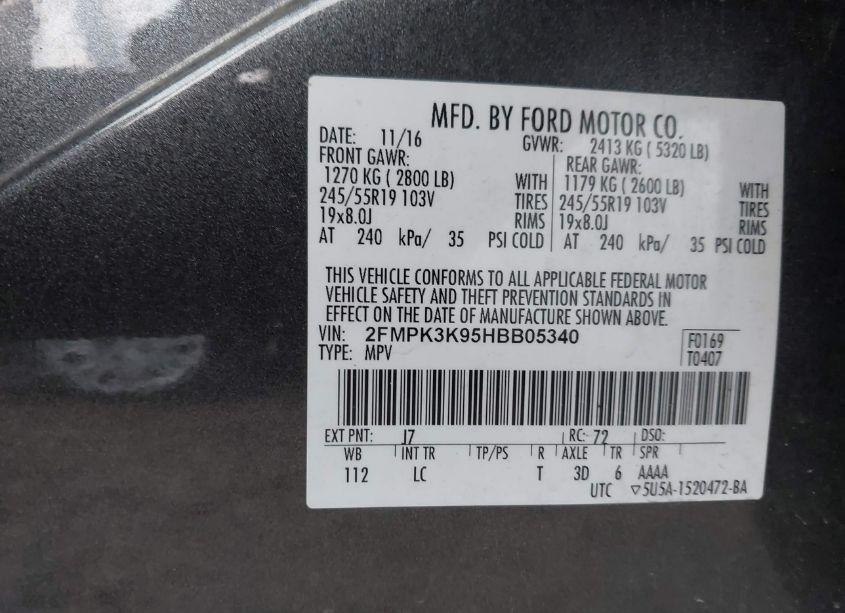 MFD. BY FORD MOTOR CO.
DATE: 11/16 GVWR: 2413 KG ( 5320 LB)
FRONT GAWR: REAR GAWR:
1270 KG ( 2800 LB) WITH 1179 KG ( 2600 LB) WITH
245/55R19 103V TIRES 245/55R19 103V TIRES
19x8.0J RIMS 19x8.0J RIMS
AT 240 kPa/ 35 PSI COLD AT 240 kPa/ 35 PSI COLD
THIS VEHICLE CONFORMS TO ALL APPLICABLE FEDERAL MOTOR
VEHICLE SAFETY AND THEFT PREVENTION STANDARDS IN
EFFECT ON THE DATE OF MANUFACTURE SHOWN ABOVE.
VIN: 2FMPK3K95HBB05340 F0169
TYPE: MPV T0407
EXT PNT: J7 RC: 72 DSO:
WB INT TR TP/PS R AXLE TR SPR
112 LC T 3D 6 AAAA
UTC ▽5U5A-1520472-BA